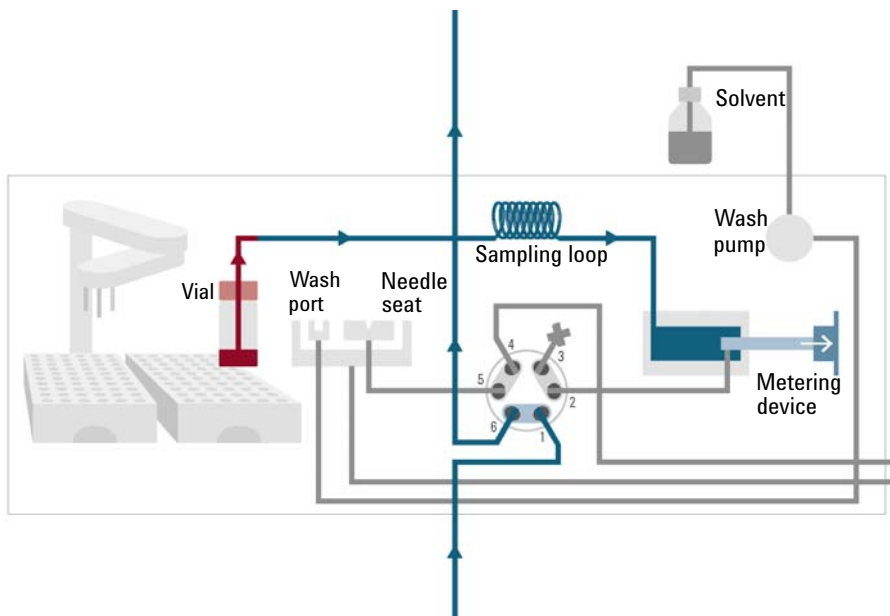 Solvent
Wash
pump
Sampling loop
Vial
Wash
port
Needle
seat
Metering
device
4
3
5
2
6
1